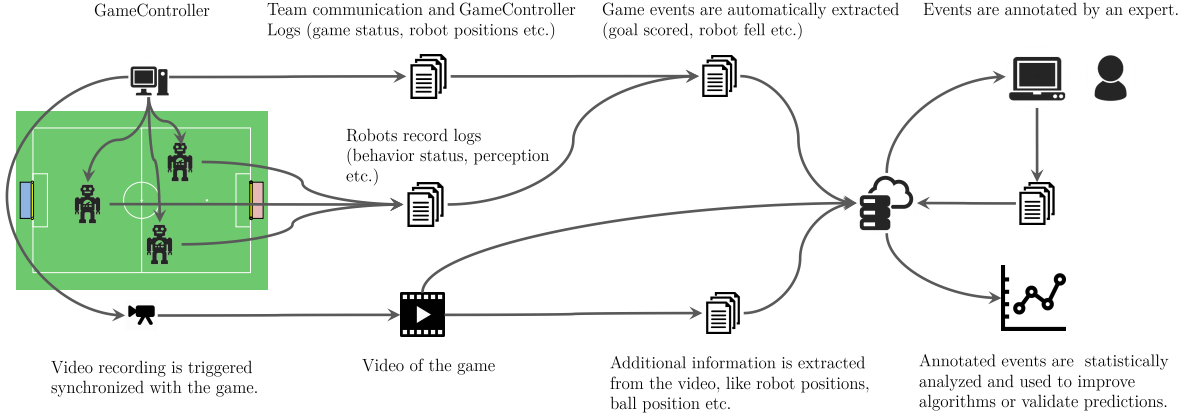 GameController
Team communication and GameController
Logs (game status, robot positions etc.)
Game events are automatically extracted
(goal scored, robot fell etc.)
Events are annotated by an expert.
Robots record logs
(behavior status, perception
etc.)
Video recording is triggered
synchronized with the game.
Video of the game
Additional information is extracted
from the video, like robot positions,
ball position etc.
Annotated events are statistically
analyzed and used to improve
algorithms or validate predictions.